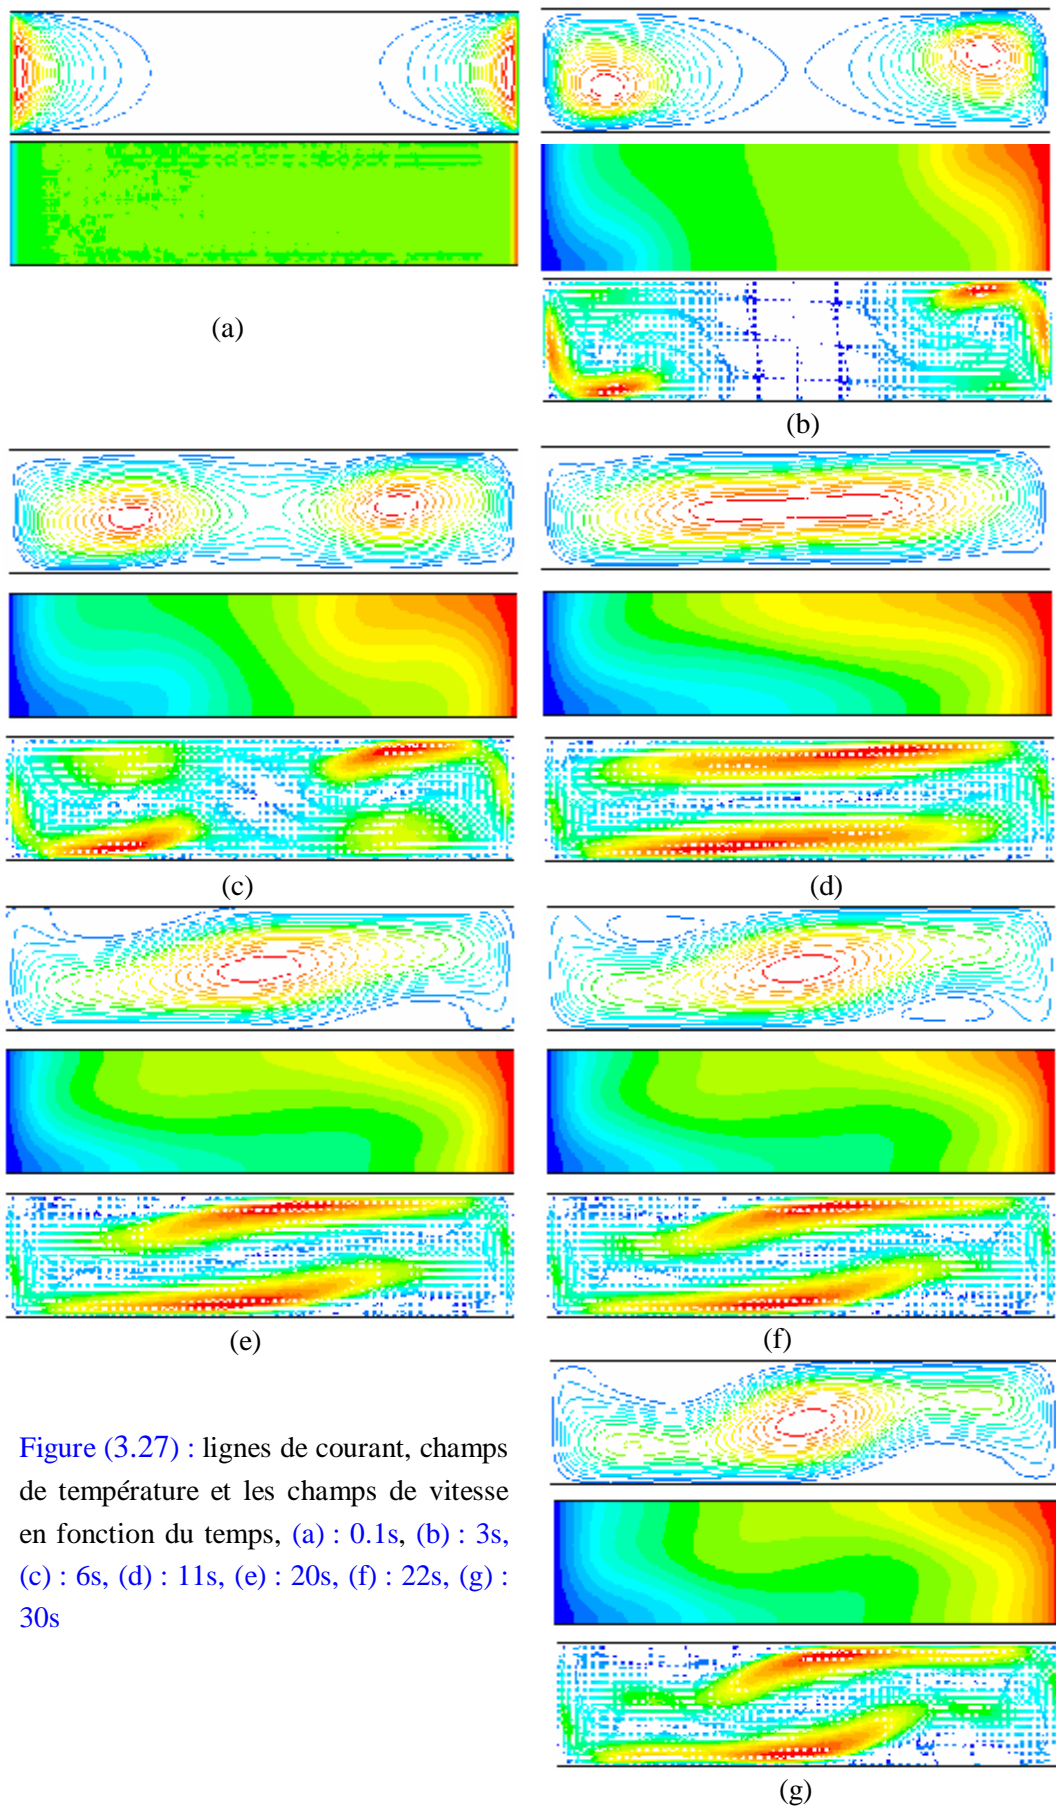 (a)
(b)
(c)
(d)
(e)
(f)
Figure (3.27) : lignes de courant, champs
de température et les champs de vitesse
en fonction du temps, (a) : 0.1s, (b) : 3s,
(c) : 6s, (d) : 11s, (e) : 20s, (f) : 22s, (g) :
30s
(g)